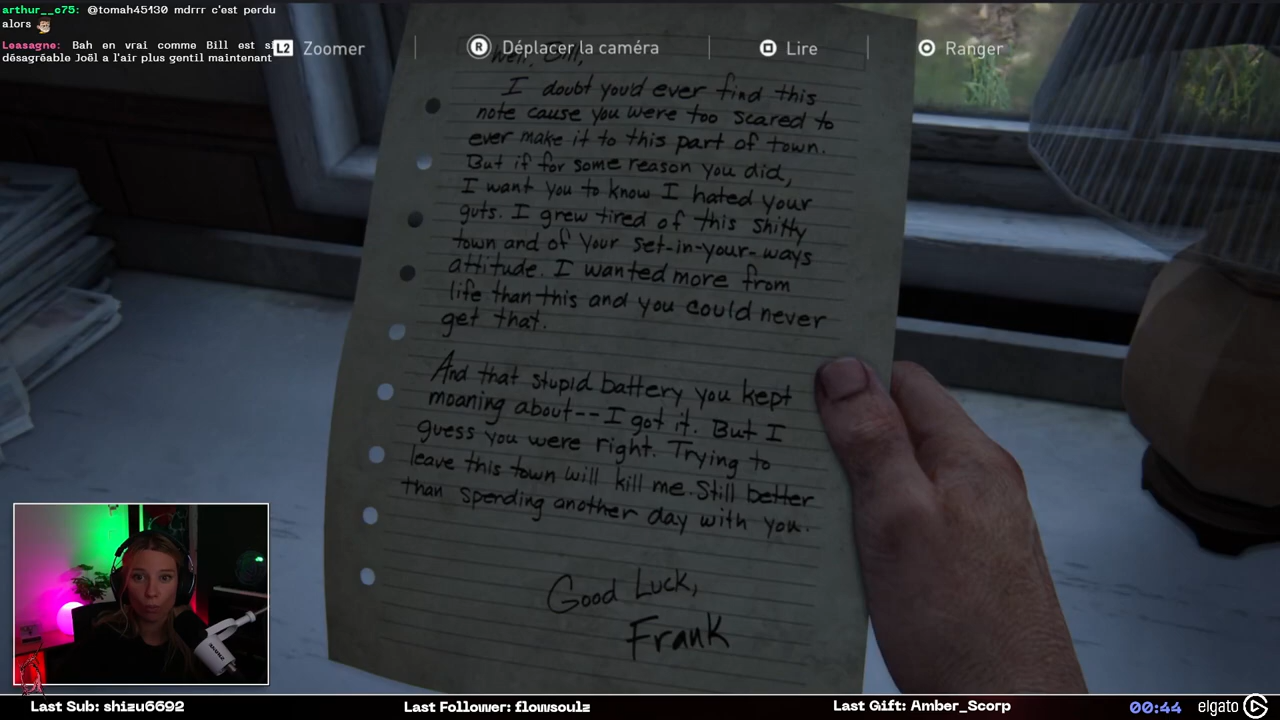 arthur__c75: @tomah45130 mdrrr c'est perdu
alors
Leasagne: Bah en vrai comme Bill est si
désagréable Joël a l'air plus gentil maintenant
L2 Zoomer
R Déplacer la caméra
Lire
Ranger
Well, Bill,
I doubt you'd ever find this
note cause you were too scared to
ever make it to this part of town.
But if for some reason you did,
I want you to know I hated your
guts. I grew tired of this shitty
town and of your set-in-your-ways
attitude. I wanted more from
life than this and you could never
get that.
And that stupid battery you kept
moaning about-- I got it. But I
guess you were right. Trying to
leave this town will kill me. Still better
than spending another day with you.
Good Luck,
Frank
Last Sub: shizu6692
Last Follower: flowsoulz
Last Gift: Amber_Scorp
00:44
elgato